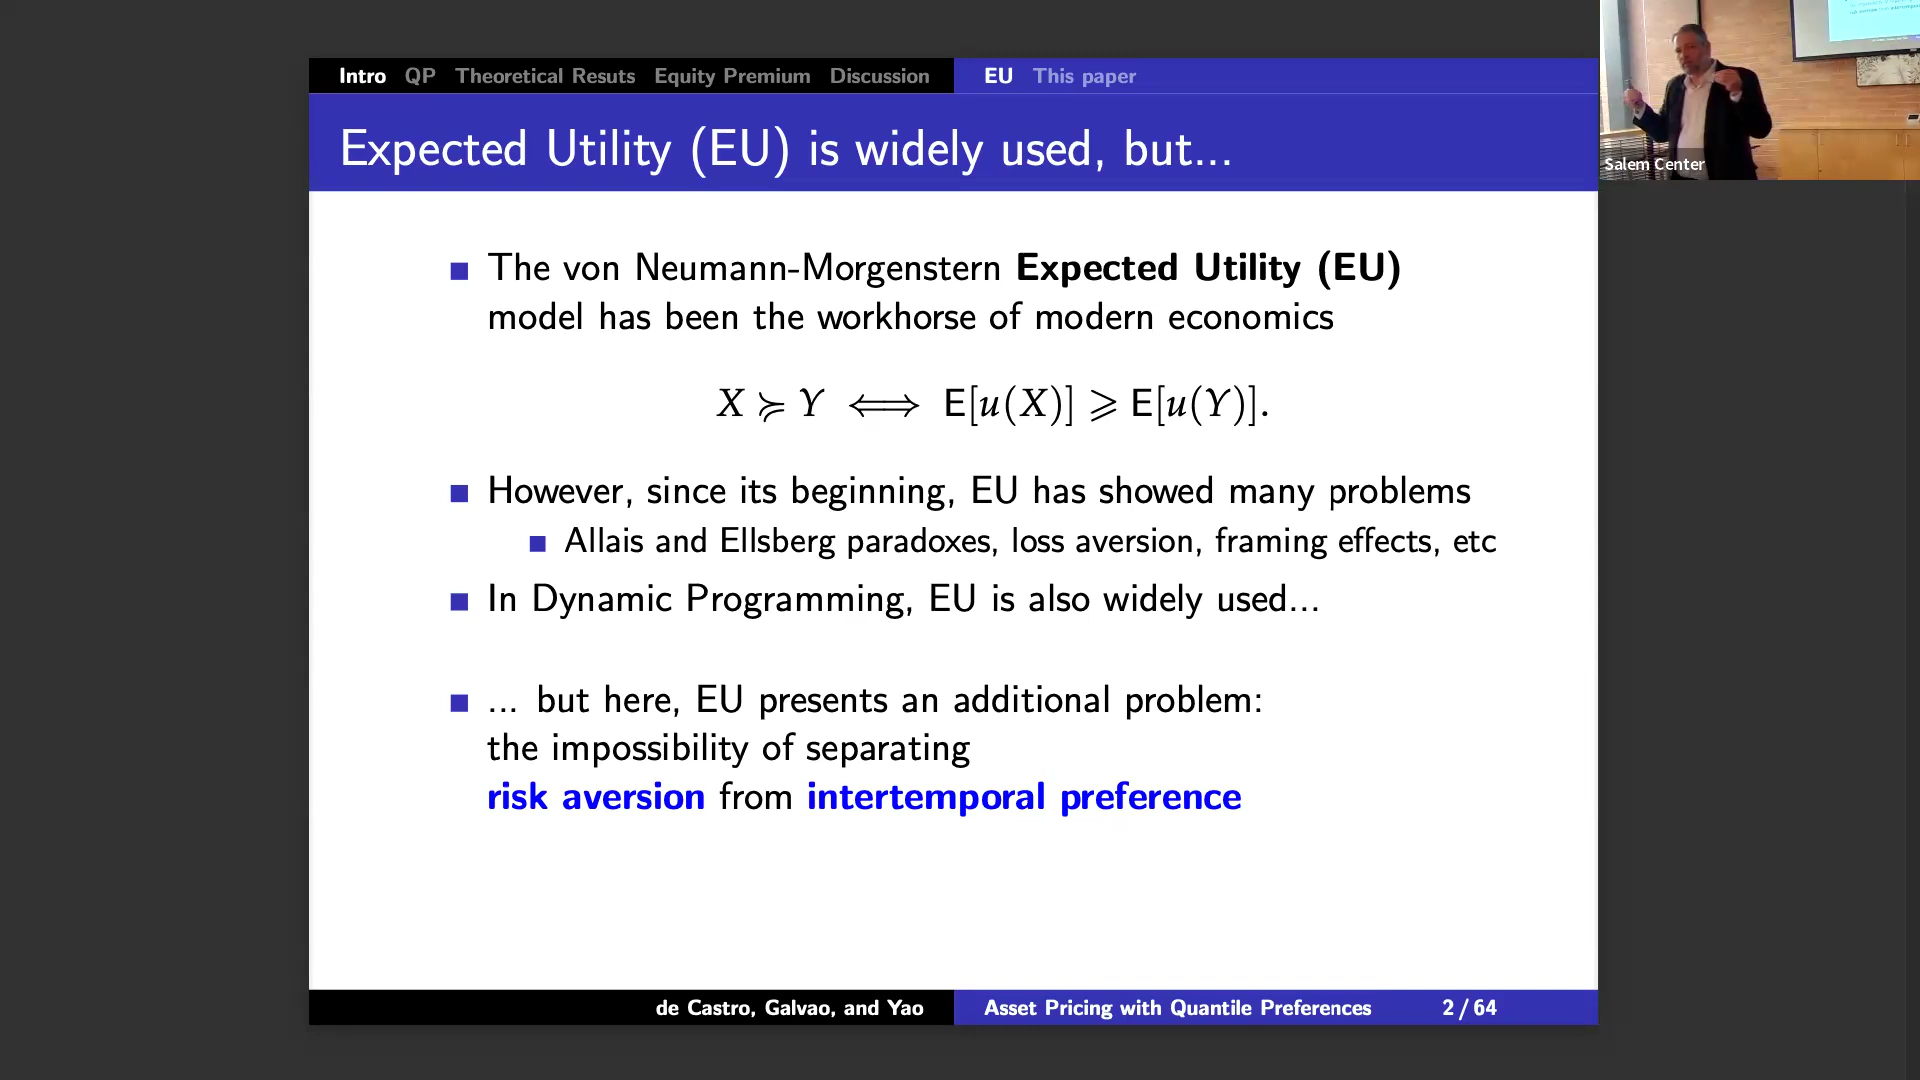 Intro QP Theoretical Resuts Equity Premium Discussion EU This paper
Expected Utility (EU) is widely used, but...
Salem Center
■ The von Neumann-Morgenstern Expected Utility (EU)
model has been the workhorse of modern economics
X ≽ Y ⟺ E[u(X)] ⩾ E[u(Y)].
■ However, since its beginning, EU has showed many problems
■ Allais and Ellsberg paradoxes, loss aversion, framing effects, etc
■ In Dynamic Programming, EU is also widely used...
■ ... but here, EU presents an additional problem:
the impossibility of separating
risk aversion from intertemporal preference
de Castro, Galvao, and Yao Asset Pricing with Quantile Preferences 2 / 64